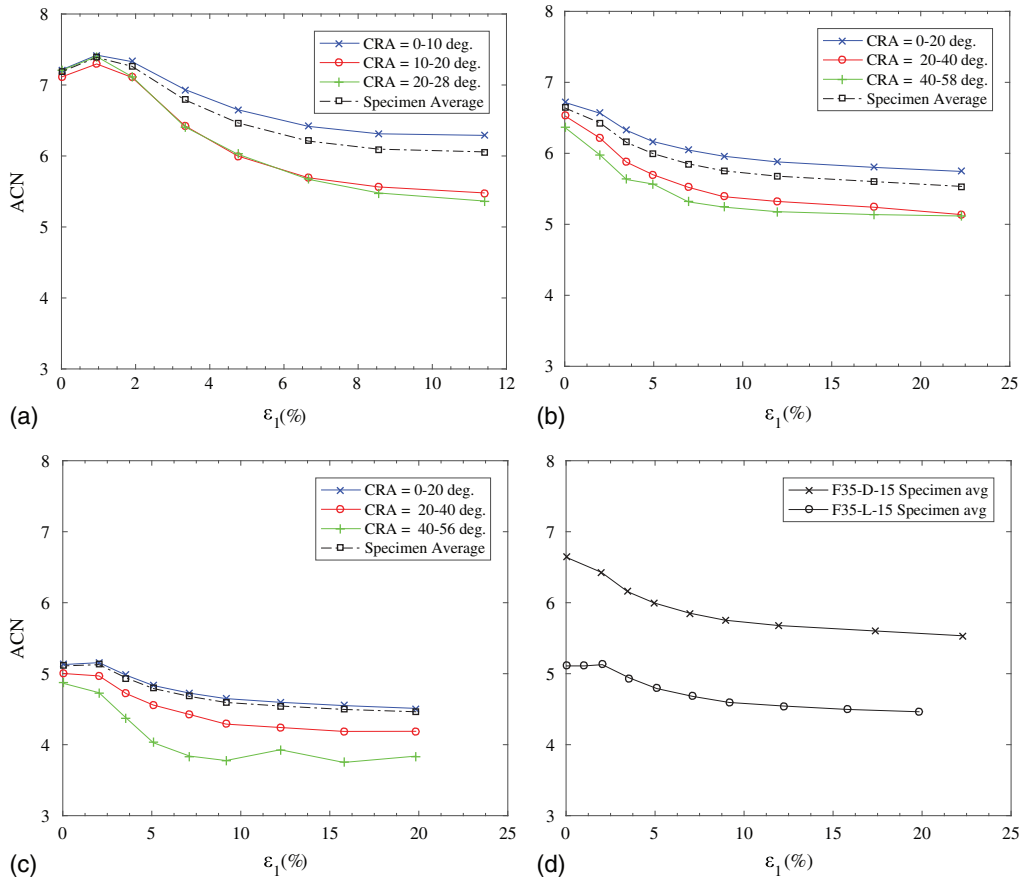 8
7
6
5
4
3
ACN
CRA = 0-10 deg.
CRA = 10-20 deg.
CRA = 20-28 deg.
Specimen Average
0 2 4 6 8 10 12
(a)
ε1(%)
8
7
6
5
4
3
CRA = 0-20 deg.
CRA = 20-40 deg.
CRA = 40-58 deg.
Specimen Average
0 5 10 15 20 25
(b)
ε1(%)
8
7
6
5
4
3
ACN
CRA = 0-20 deg.
CRA = 20-40 deg.
CRA = 40-56 deg.
Specimen Average
0 5 10 15 20 25
(c)
ε1(%)
8
7
6
5
4
3
F35-D-15 Specimen avg
F35-L-15 Specimen avg
0 5 10 15 20 25
(d)
ε1(%)